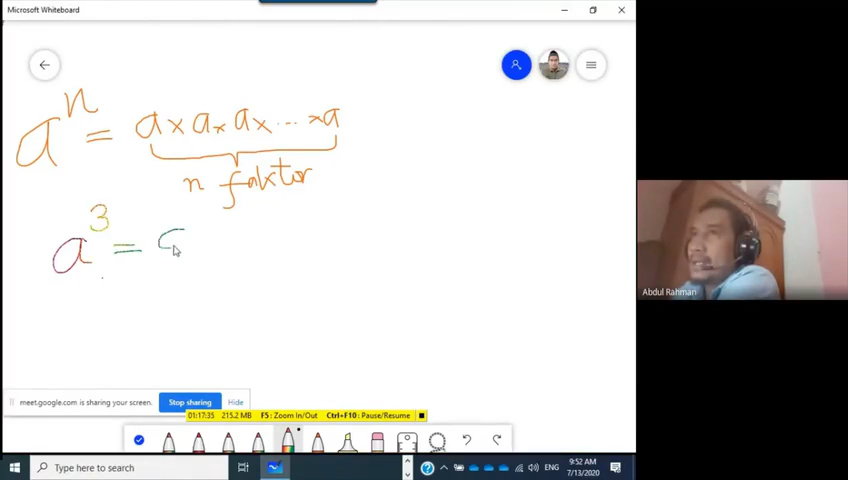 Microsoft Whiteboard
a^n = a x a x a x ... x a
n faktor
a^3 =
Abdul Rahman
meet.google.com is sharing your screen. Stop sharing Hide
01:17:35 215.2 MB F5: Zoom In/Out Ctrl+F10: Pause/Resume
Type here to search
ENG
9:52 AM
7/13/2020